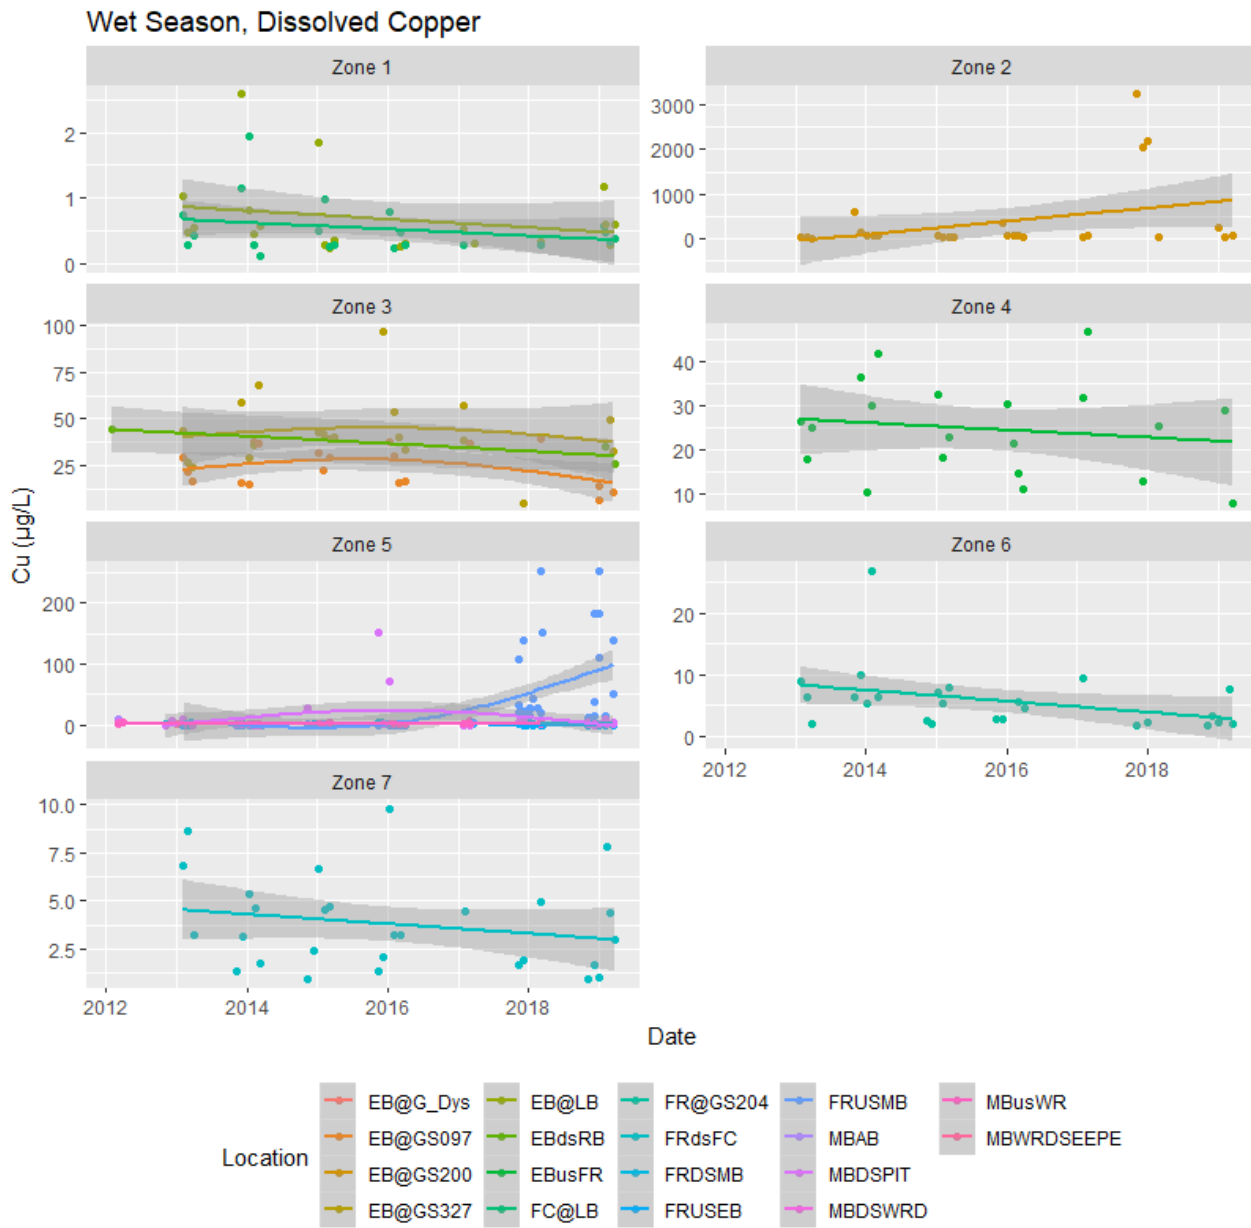 Wet Season, Dissolved Copper
Zone 1
Zone 2
2
1
0
3000
2000
1000
0
Zone 3
Zone 4
100
75
50
25
40
30
20
10
Cu (µg/L)
Zone 5
Zone 6
200
100
0
20
10
0
2012 2014 2016 2018
Zone 7
10.0
7.5
5.0
2.5
2012 2014 2016 2018
Date
Location
EB@G_Dys
EB@GS097
EB@GS200
EB@GS327
EB@LB
EBdsRB
EBusFR
FC@LB
FR@GS204
FRdsFC
FRDSMB
FRUSEB
FRUSMB
MBAB
MBDSPIT
MBDSWRD
MBusWR
MBWRDSEEPE